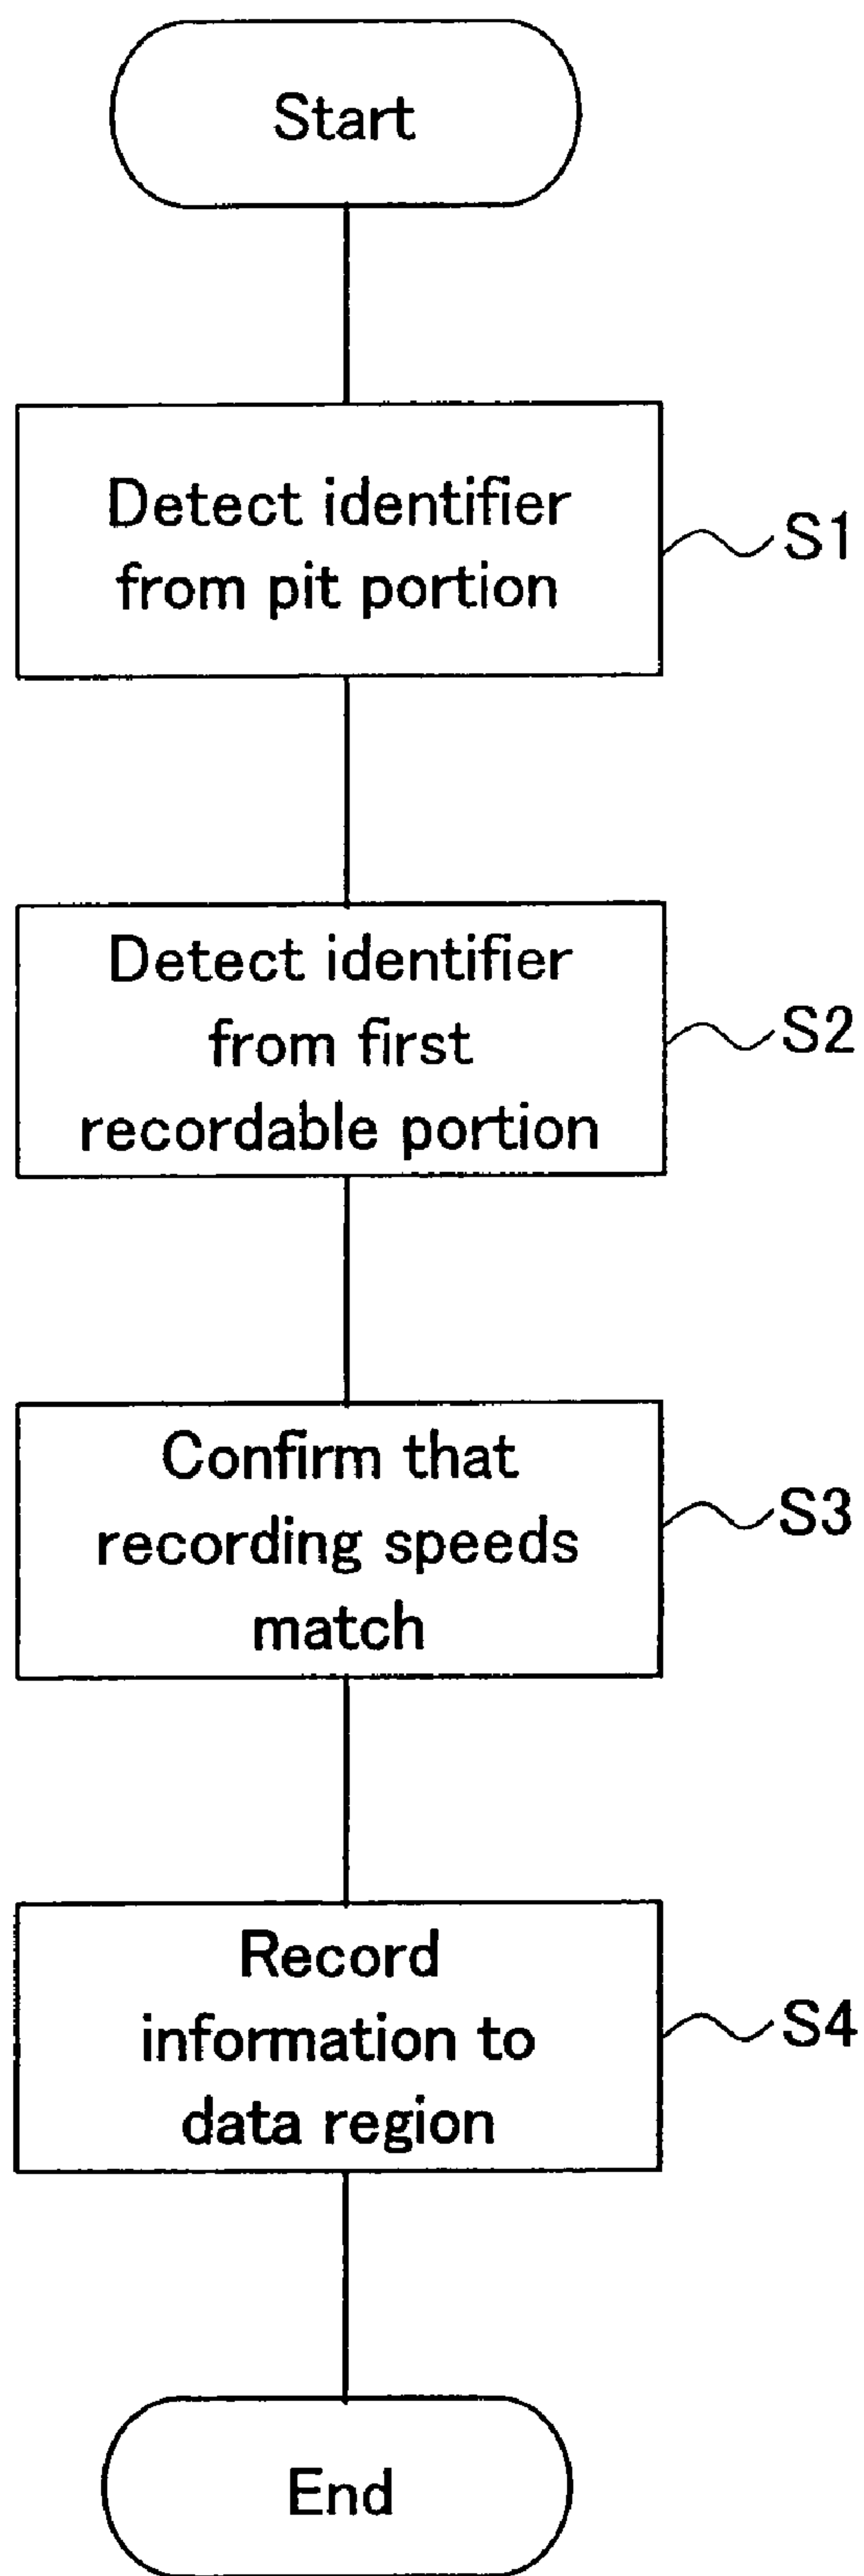 Start
Detect identifier
from pit portion
S1
Detect identifier
from first
recordable portion
S2
Confirm that
recording speeds
match
S3
Record
information to
data region
S4
End